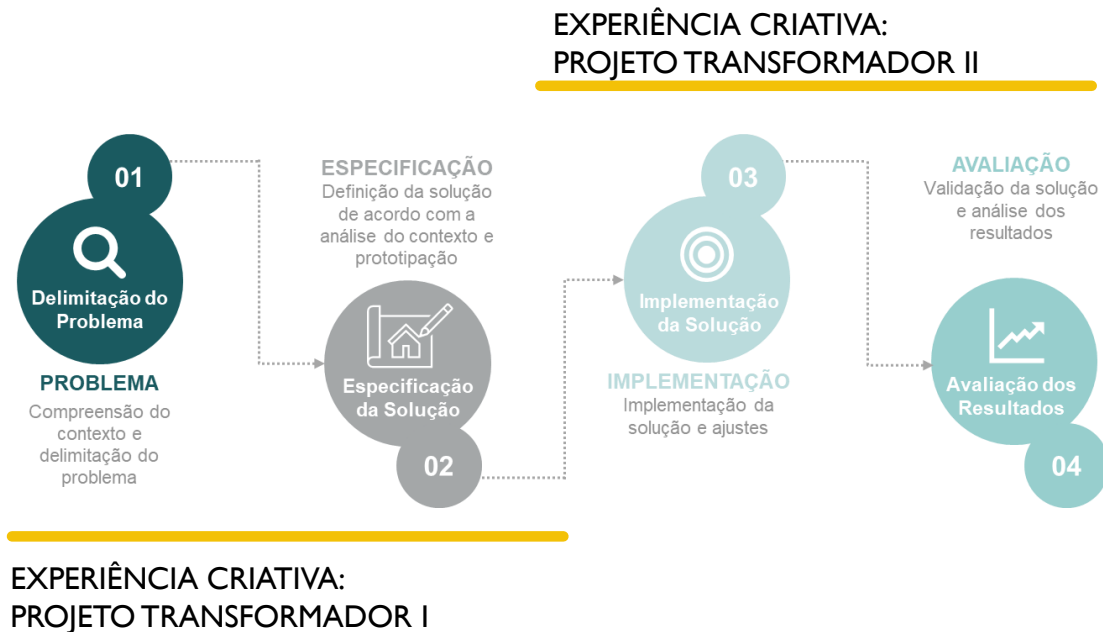 EXPERIÊNCIA CRIATIVA:
PROJETO TRANSFORMADOR II
01
Delimitação do
Problema
PROBLEMA
Compreensão do
contexto e
delimitação do
problema
ESPECIFICAÇÃO
Definição da solução
de acordo com a
análise do contexto e
prototipação
Especificação
da Solução
02
03
Implementação
da Solução
IMPLEMENTAÇÃO
Implementação da
solução e ajustes
AVALIAÇÃO
Validação da solução
e análise dos
resultados
Avaliação dos
Resultados
04
EXPERIÊNCIA CRIATIVA:
PROJETO TRANSFORMADOR I